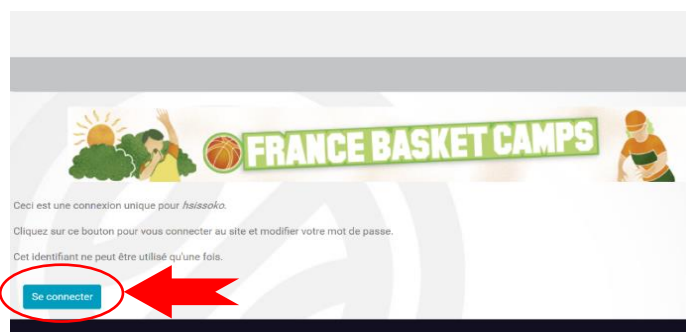 FRANCE BASKET CAMPS
Ceci est une connexion unique pour hsissoko.
Cliquez sur ce bouton pour vous connecter au site et modifier votre mot de passe.
Cet identifiant ne peut être utilisé qu'une fois.
Se connecter